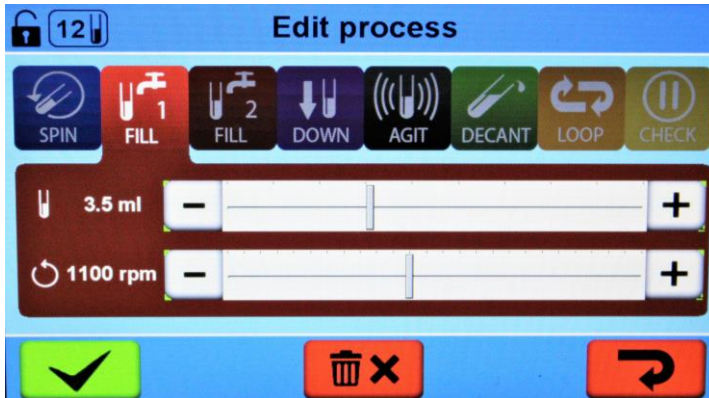 12
Edit process
SPIN
1
FILL
2
FILL
DOWN
AGIT
DECANT
LOOP
CHECK
3.5 ml
− +
1100 rpm
− +